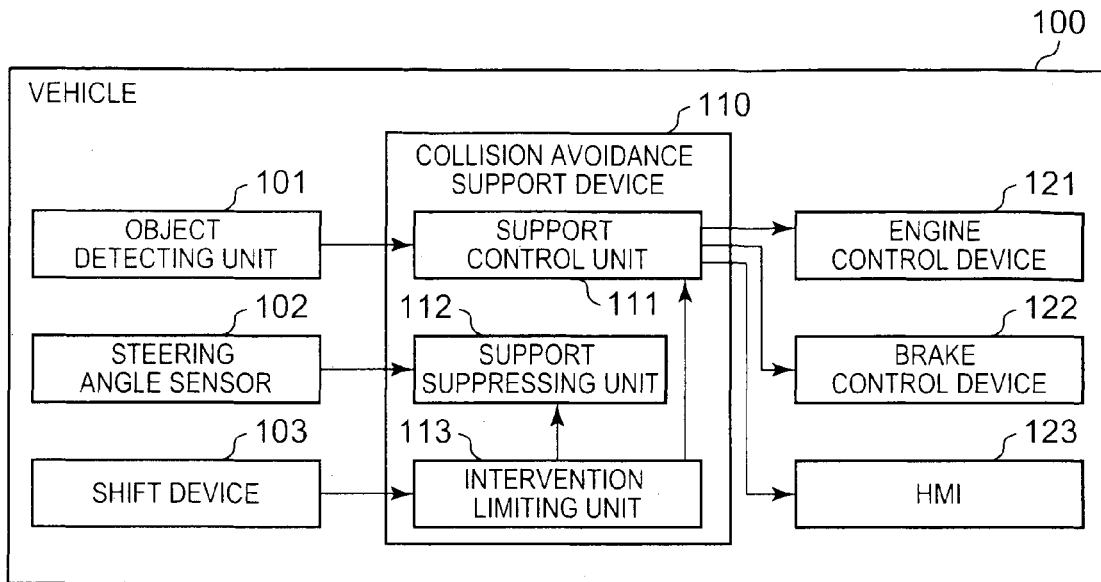 100
VEHICLE
110
COLLISION AVOIDANCE
SUPPORT DEVICE
101
OBJECT
DETECTING UNIT
SUPPORT
CONTROL UNIT
111
121
ENGINE
CONTROL DEVICE
102
STEERING
ANGLE SENSOR
112
SUPPORT
SUPPRESSING UNIT
122
BRAKE
CONTROL DEVICE
103
SHIFT DEVICE
113
INTERVENTION
LIMITING UNIT
123
HMI